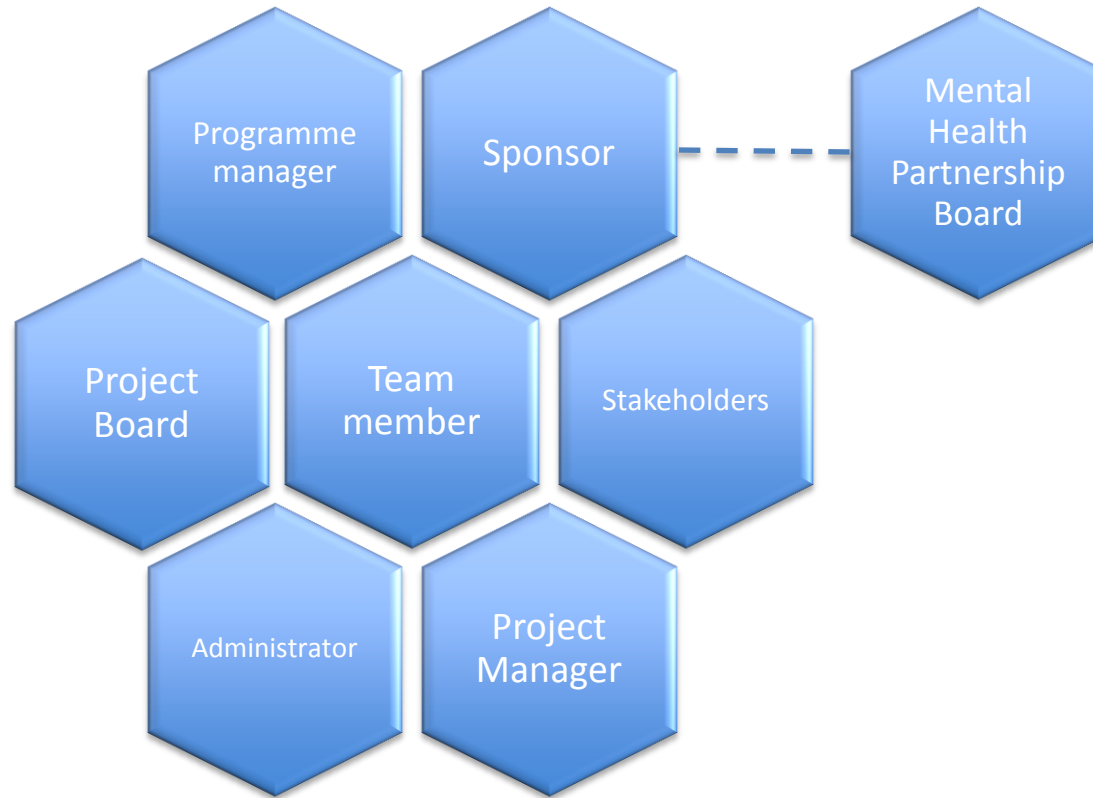 Programme
manager
Sponsor
Mental
Health
Partnership
Board
Project
Board
Team
member
Stakeholders
Administrator
Project
Manager